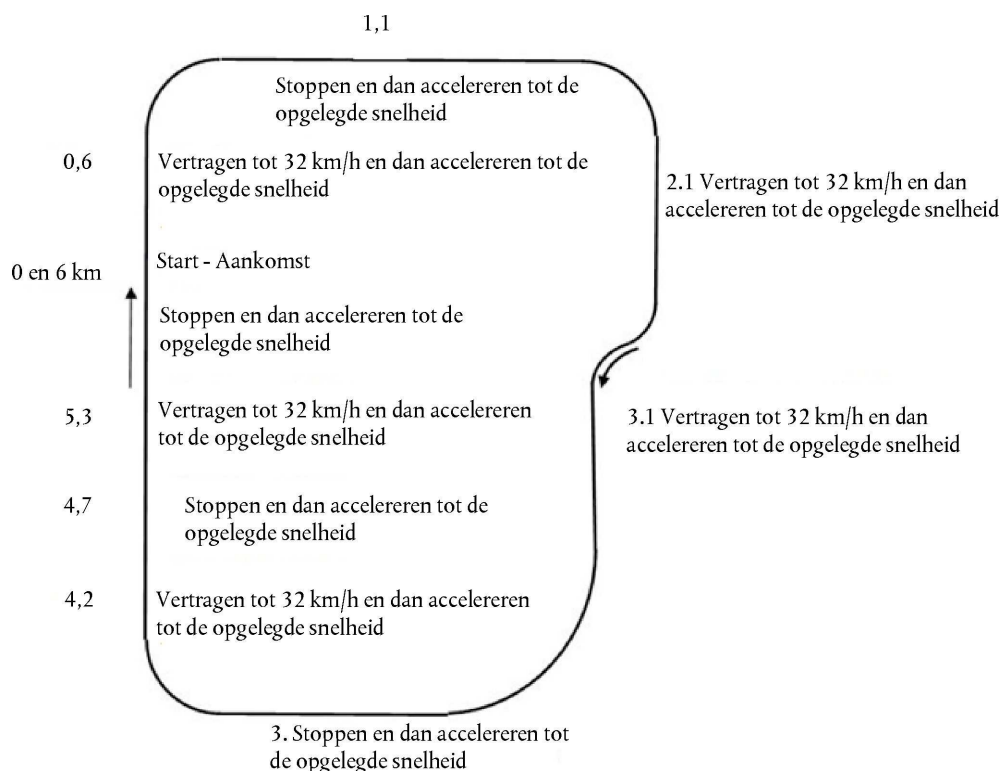 1,1
Stoppen en dan accelereren tot de
opgelegde snelheid
0,6
Vertragen tot 32 km/h en dan accelereren tot de
opgelegde snelheid
2.1 Vertragen tot 32 km/h en dan
accelereren tot de opgelegde snelheid
0 en 6 km
Start - Aankomst
Stoppen en dan accelereren tot de
opgelegde snelheid
5,3
Vertragen tot 32 km/h en dan accelereren
tot de opgelegde snelheid
3.1 Vertragen tot 32 km/h en dan
accelereren tot de opgelegde snelheid
4,7
Stoppen en dan accelereren tot de
opgelegde snelheid
4,2
Vertragen tot 32 km/h en dan accelereren
tot de opgelegde snelheid
3. Stoppen en dan accelereren tot
de opgelegde snelheid